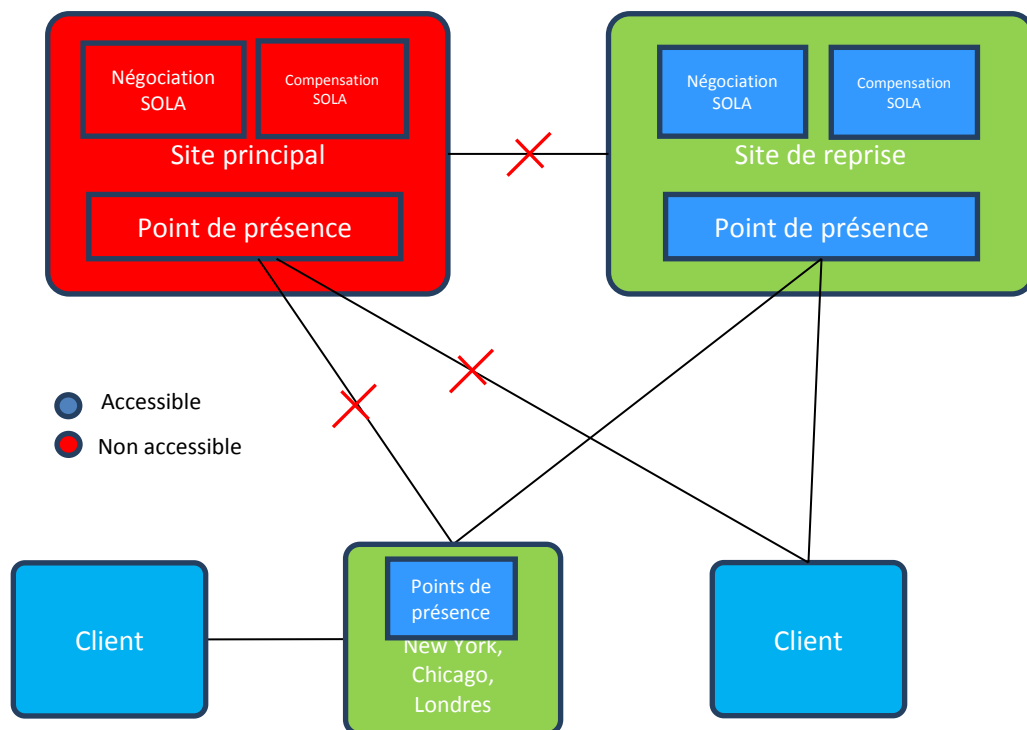 Négociation
SOLA
Compensation
SOLA
Site principal
Point de présence
Négociation
SOLA
Compensation
SOLA
Site de reprise
Point de présence
Accessible
Non accessible
Client
Points de
présence
New York,
Chicago,
Londres
Client